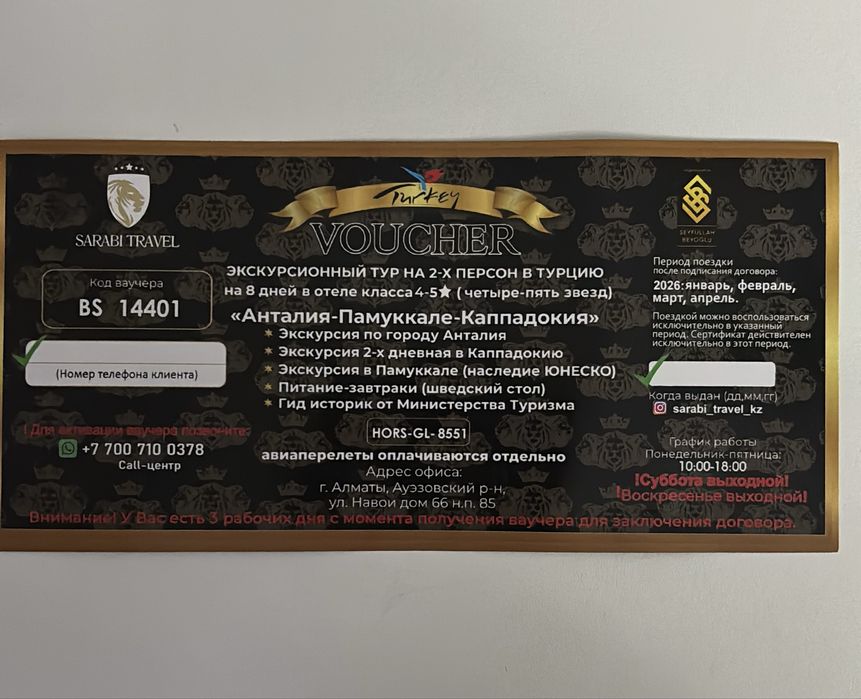 SARABI TRAVEL
Код ваучера
BS 14401
(Номер телефона клиента)
! Для активации ваучера позвоните:
+7 700 710 0378
Call-центр
Turkey
VOUCHER
ЭКСКУРСИОННЫЙ ТУР НА 2-Х ПЕРСОН В ТУРЦИЮ
на 8 дней в отеле класса 4-5★ ( четыре-пять звезд)
«Анталия-Памуккале-Каппадокия»
* Экскурсия по городу Анталия
* Экскурсия 2-х дневная в Каппадокию
* Экскурсия в Памуккале (наследие ЮНЕСКО)
* Питание-завтраки (шведский стол)
* Гид историк от Министерства Туризма
HORS-GL- 8551
авиаперелеты оплачиваются отдельно
Адрес офиса:
г. Алматы, Ауэзовский р-н,
ул. Навои дом 66 н.п. 85
SEYFULLAH
BEYOGLU
Период поездки
после подписания договора:
2026:январь, февраль,
март, апрель.
Поездкой можно воспользоваться
исключительно в указанный
период. Сертификат действителен
исключительно в этот период.
Когда выдан (дд,мм,гг)
sarabi_travel_kz
График работы
Понедельник-пятница:
10:00-18:00
!Суббота выходной!
!Воскресенье выходной!
Внимание! У Вас есть 3 рабочих дня с момента получения ваучера для заключения договора.